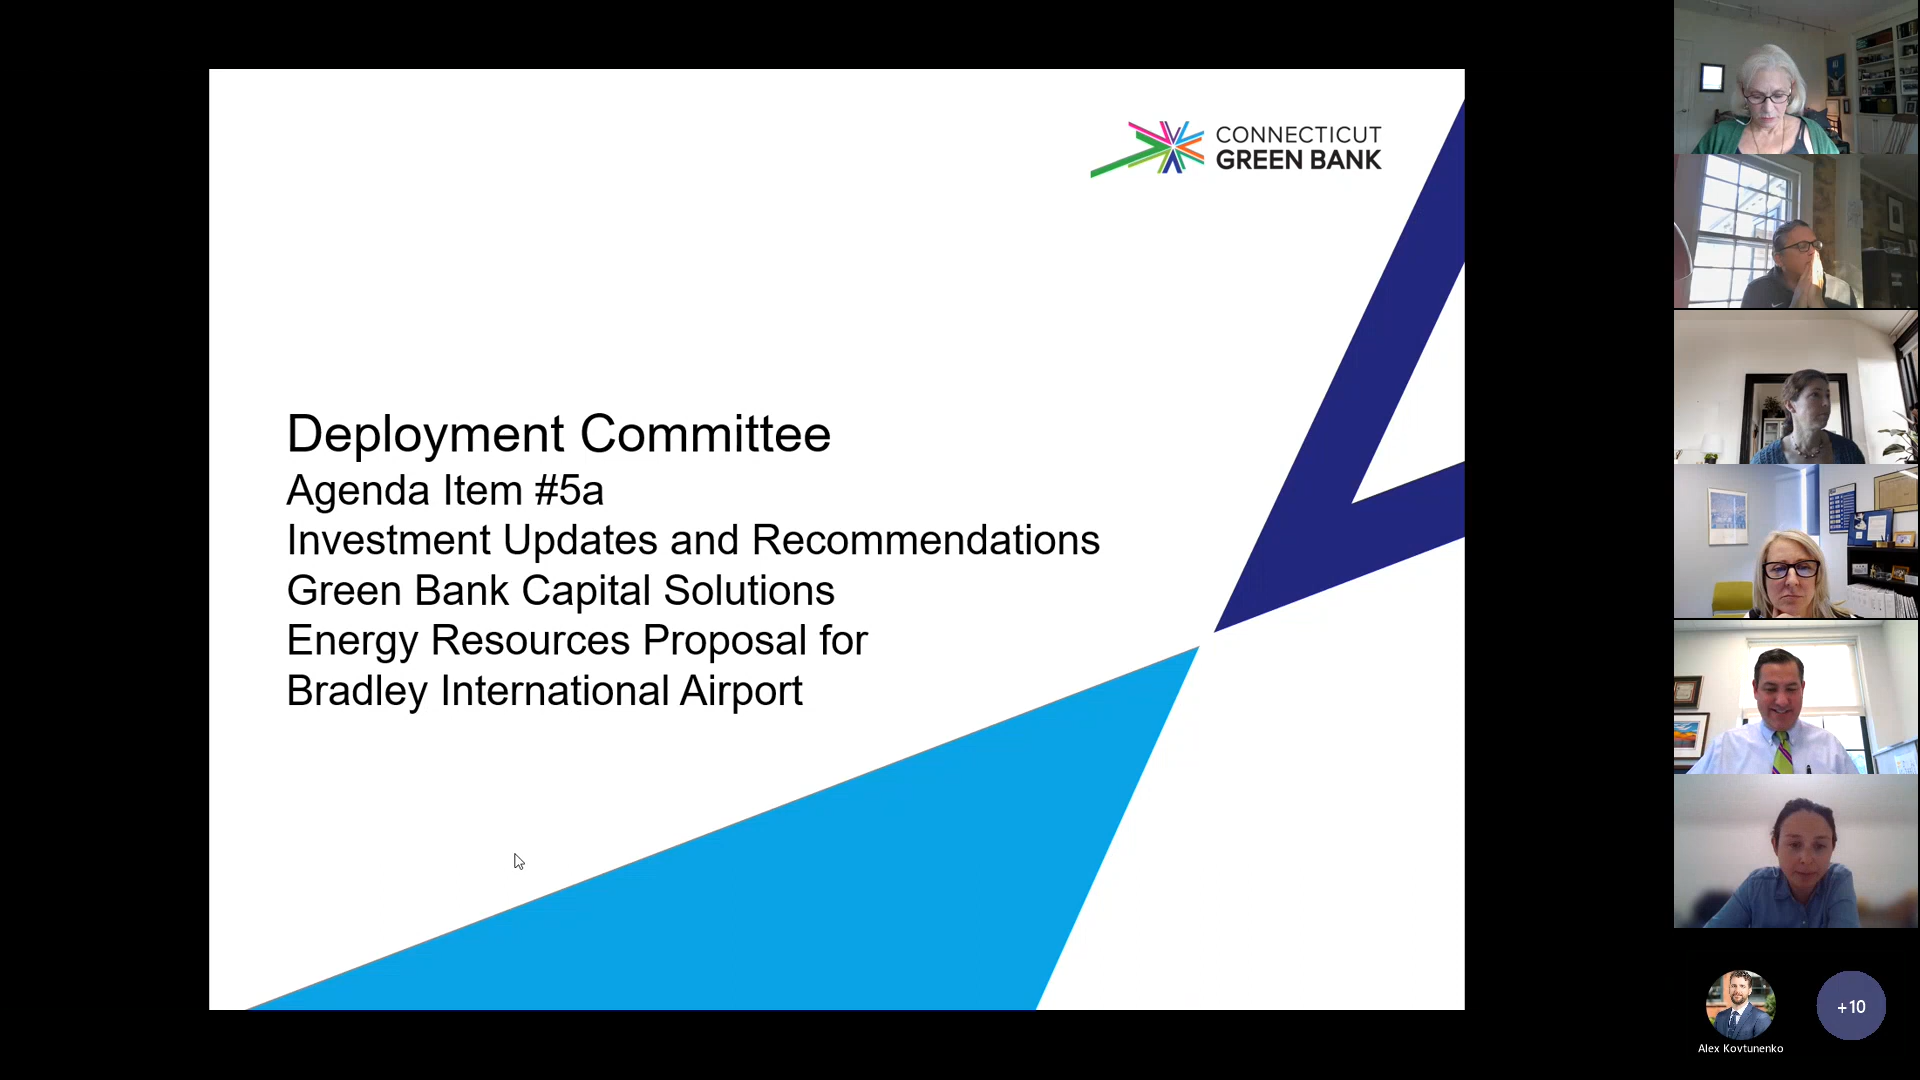 CONNECTICUT
GREEN BANK
Deployment Committee
Agenda Item #5a
Investment Updates and Recommendations
Green Bank Capital Solutions
Energy Resources Proposal for
Bradley International Airport
+10
Alex Kovtunenko